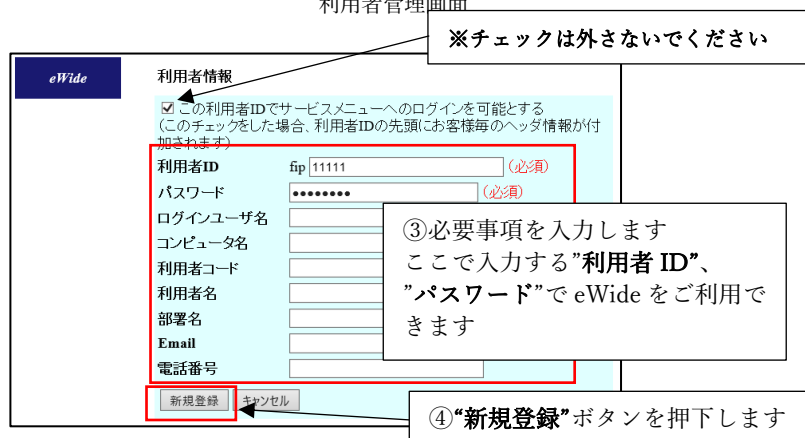 利用者管理画面
※チェックは外さないでください
eWide
利用者情報
この利用者IDでサービスメニューへのログインを可能とする
(このチェックをした場合、利用者IDの先頭にお客様毎のヘッダ情報が付
加されます)
利用者ID fip 11111 (必須)
パスワード ●●●●●●●● (必須)
ログインユーザ名
コンピュータ名
利用者コード
利用者名
部署名
Email
電話番号
③必要事項を入力します
ここで入力する”利用者 ID”、
”パスワード”で eWide をご利用で
きます
新規登録 キャンセル
④“新規登録”ボタンを押下します